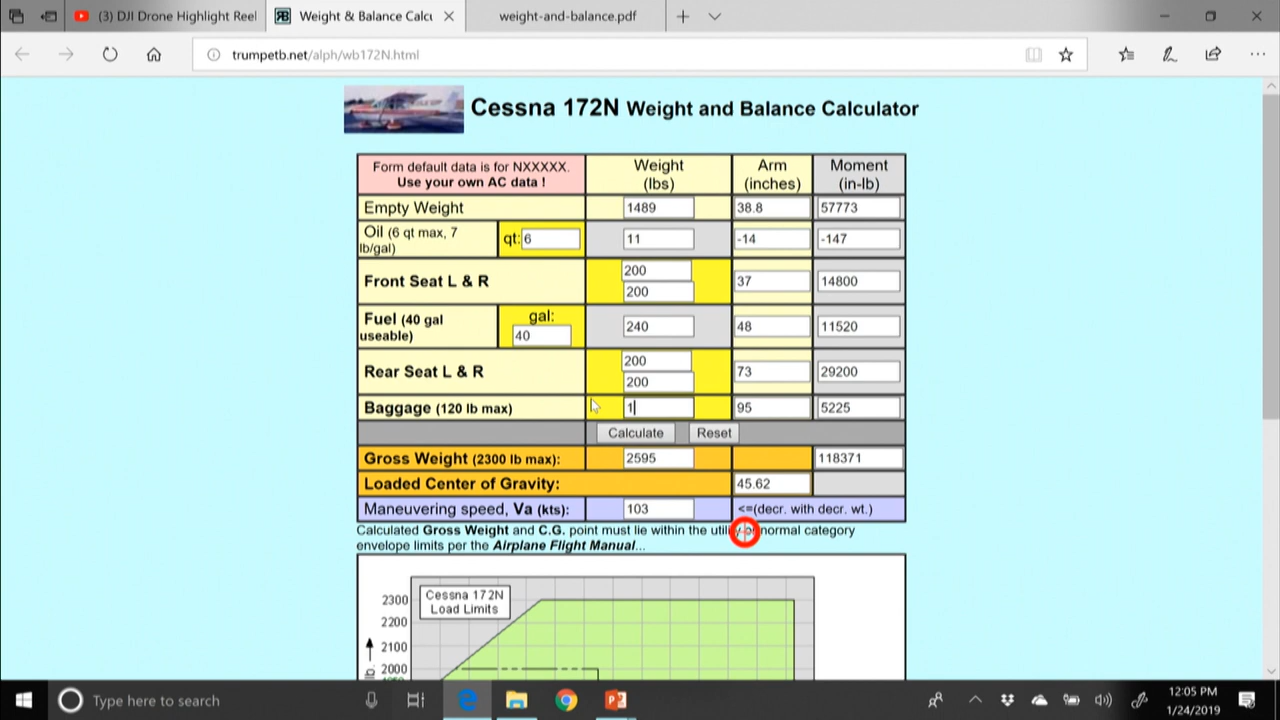 (3) DJI Drone Highlight Reel
Weight & Balance Calcu
weight-and-balance.pdf
trumpetb.net/alph/wb172N.html
Cessna 172N Weight and Balance Calculator
Form default data is for NXXXXX.
Use your own AC data !
Weight
(lbs)
Arm
(inches)
Moment
(in-lb)
Empty Weight 1489 38.8 57773
Oil (6 qt max, 7
lb/gal)
qt: 6 11 -14 -147
Front Seat L & R
200
200
37 14800
Fuel (40 gal
useable)
gal:
40
240 48 11520
Rear Seat L & R
200
200
73 29200
Baggage (120 lb max) 1 95 5225
Calculate Reset
Gross Weight (2300 lb max): 2595 118371
Loaded Center of Gravity: 45.62
Maneuvering speed, Va (kts): 103 <=(decr. with decr. wt.)
Calculated Gross Weight and C.G. point must lie within the utility or normal category
envelope limits per the Airplane Flight Manual...
Cessna 172N
Load Limits
2300
2200
2100
2000
Type here to search
12:05 PM
1/24/2019